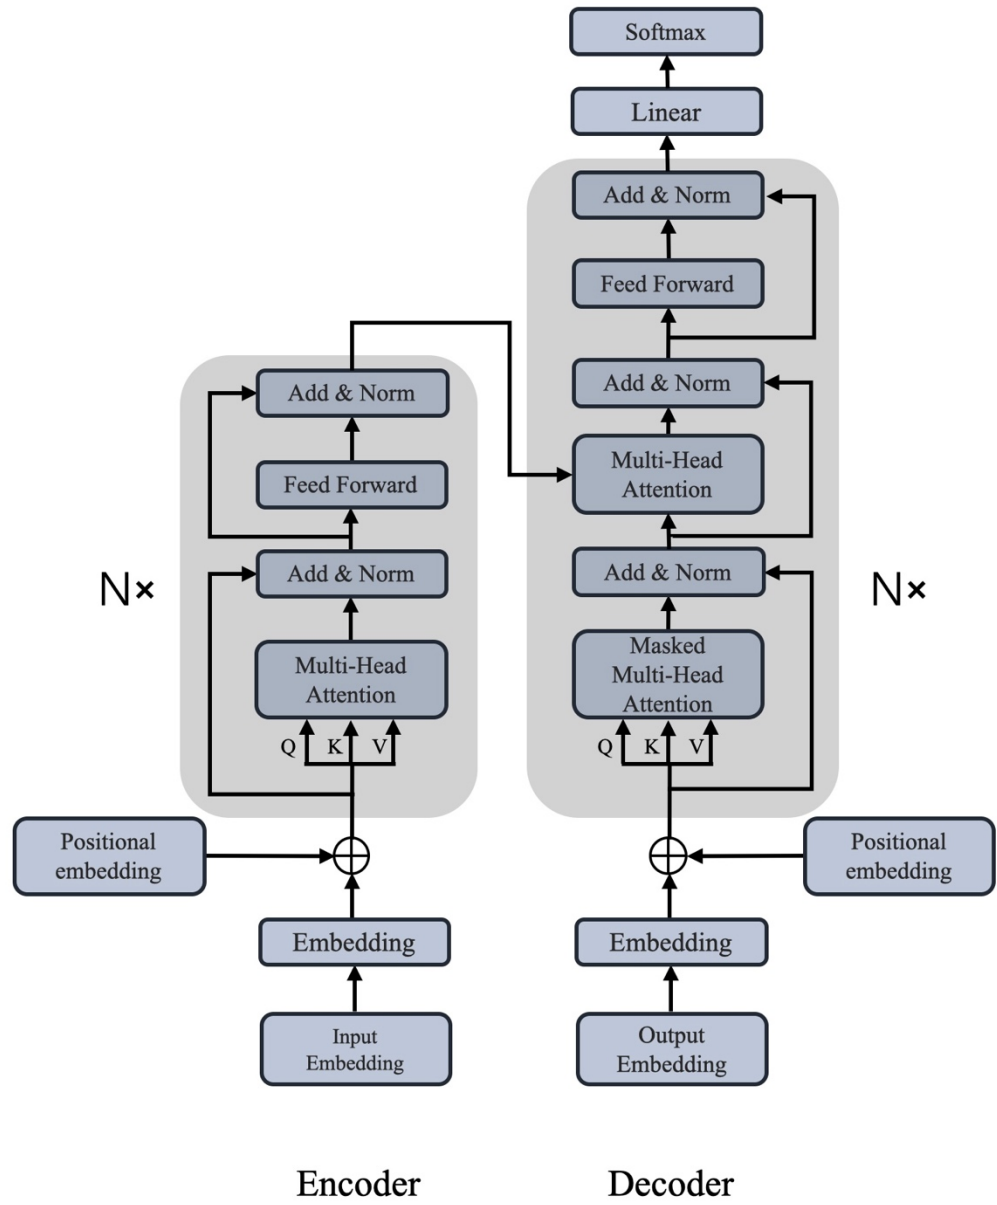 Softmax
Linear
Add & Norm
Feed Forward
Add & Norm
Multi-Head
Attention
Add & Norm
Masked
Multi-Head
Attention
Q K V
N×
Add & Norm
Feed Forward
Add & Norm
Multi-Head
Attention
Q K V
N×
Positional
embedding
Positional
embedding
Embedding
Embedding
Input
Embedding
Output
Embedding
Encoder
Decoder